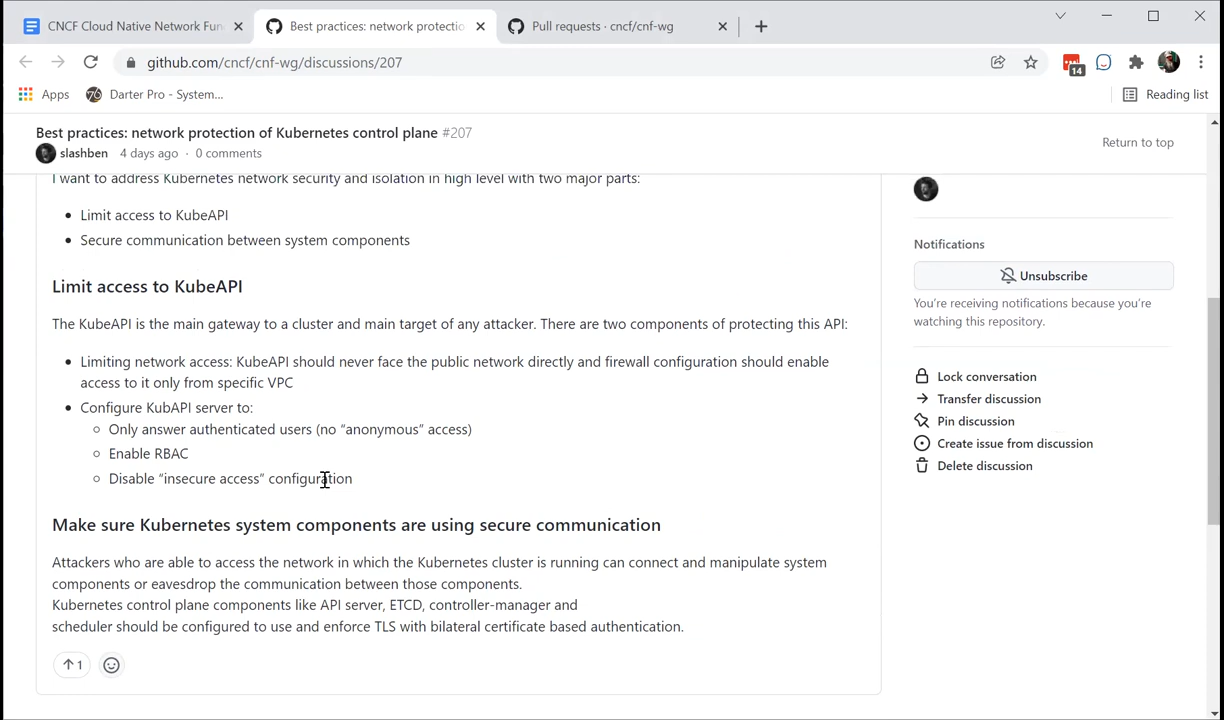 CNCF Cloud Native Network Fun
Best practices: network protectio
Pull requests · cncf/cnf-wg
github.com/cncf/cnf-wg/discussions/207
14
Apps
Darter Pro - System...
Reading list
Best practices: network protection of Kubernetes control plane #207
slashben 4 days ago · 0 comments
Return to top
I want to address Kubernetes network security and isolation in high level with two major parts:
• Limit access to KubeAPI
• Secure communication between system components
Limit access to KubeAPI
The KubeAPI is the main gateway to a cluster and main target of any attacker. There are two components of protecting this API:
• Limiting network access: KubeAPI should never face the public network directly and firewall configuration should enable
access to it only from specific VPC
• Configure KubAPI server to:
○ Only answer authenticated users (no “anonymous” access)
○ Enable RBAC
○ Disable “insecure access“ configuration
Make sure Kubernetes system components are using secure communication
Attackers who are able to access the network in which the Kubernetes cluster is running can connect and manipulate system
components or eavesdrop the communication between those components.
Kubernetes control plane components like API server, ETCD, controller-manager and
scheduler should be configured to use and enforce TLS with bilateral certificate based authentication.
↑ 1
Notifications
Unsubscribe
You're receiving notifications because you're
watching this repository.
Lock conversation
Transfer discussion
Pin discussion
Create issue from discussion
Delete discussion